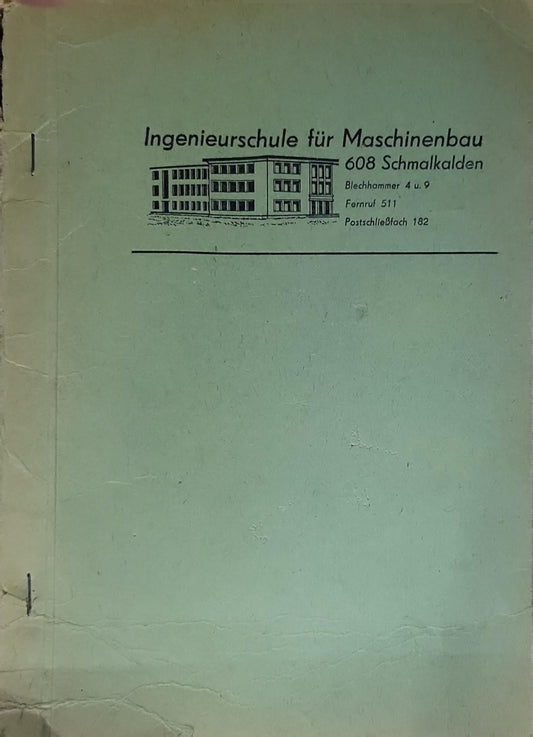 Ingenieurschule für Maschinenbau
608 Schmalkalden
Blechhammer 4 u. 9
Fernruf 511
Postschließfach 182